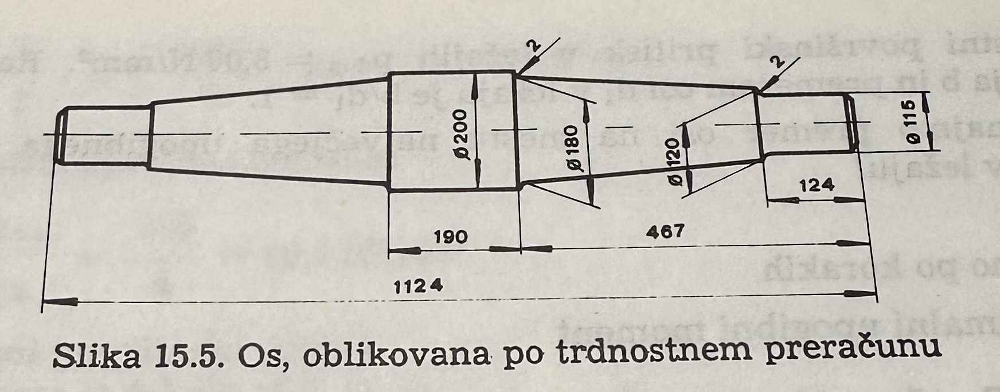 2
2
Ø200
Ø180
Ø120
Ø115
124
190
467
1124
Slika 15.5. Os, oblikovana po trdnostnem preračunu